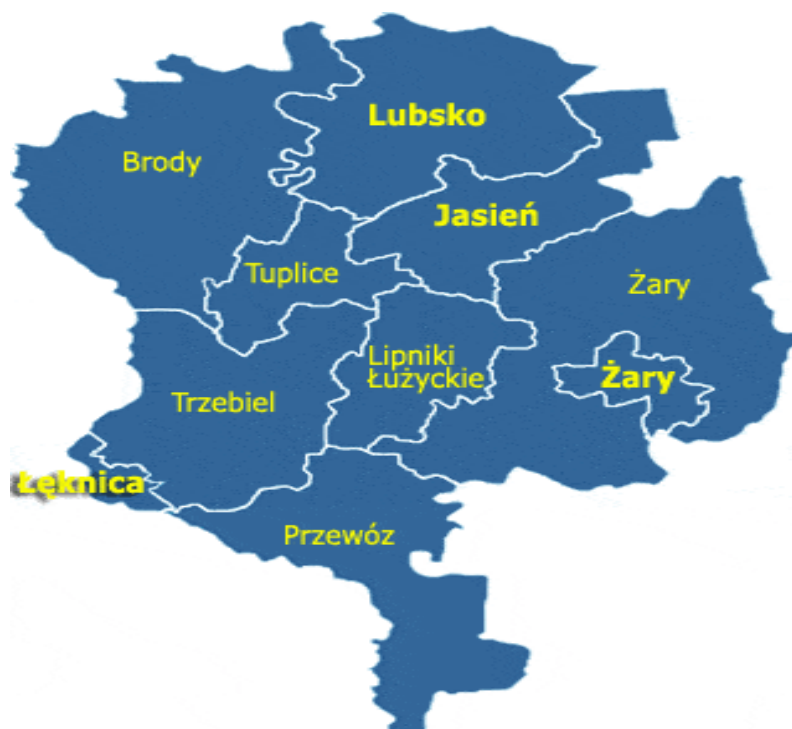 Lubsko
Brody
Jasień
Tuplice
Żary
Lipniki
Łużyckie
Żary
Trzebiel
Łęknica
Przewóz